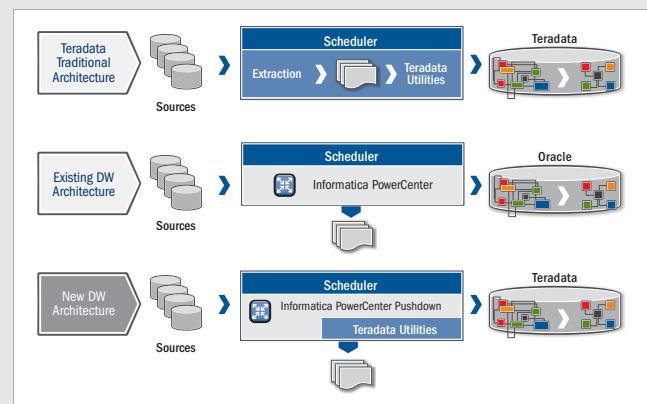 Teradata
Traditional
Architecture
Sources
Scheduler
Extraction
Teradata
Utilities
Teradata
Existing DW
Architecture
Sources
Scheduler
Informatica PowerCenter
Oracle
New DW
Architecture
Sources
Scheduler
Informatica PowerCenter Pushdown
Teradata Utilities
Teradata